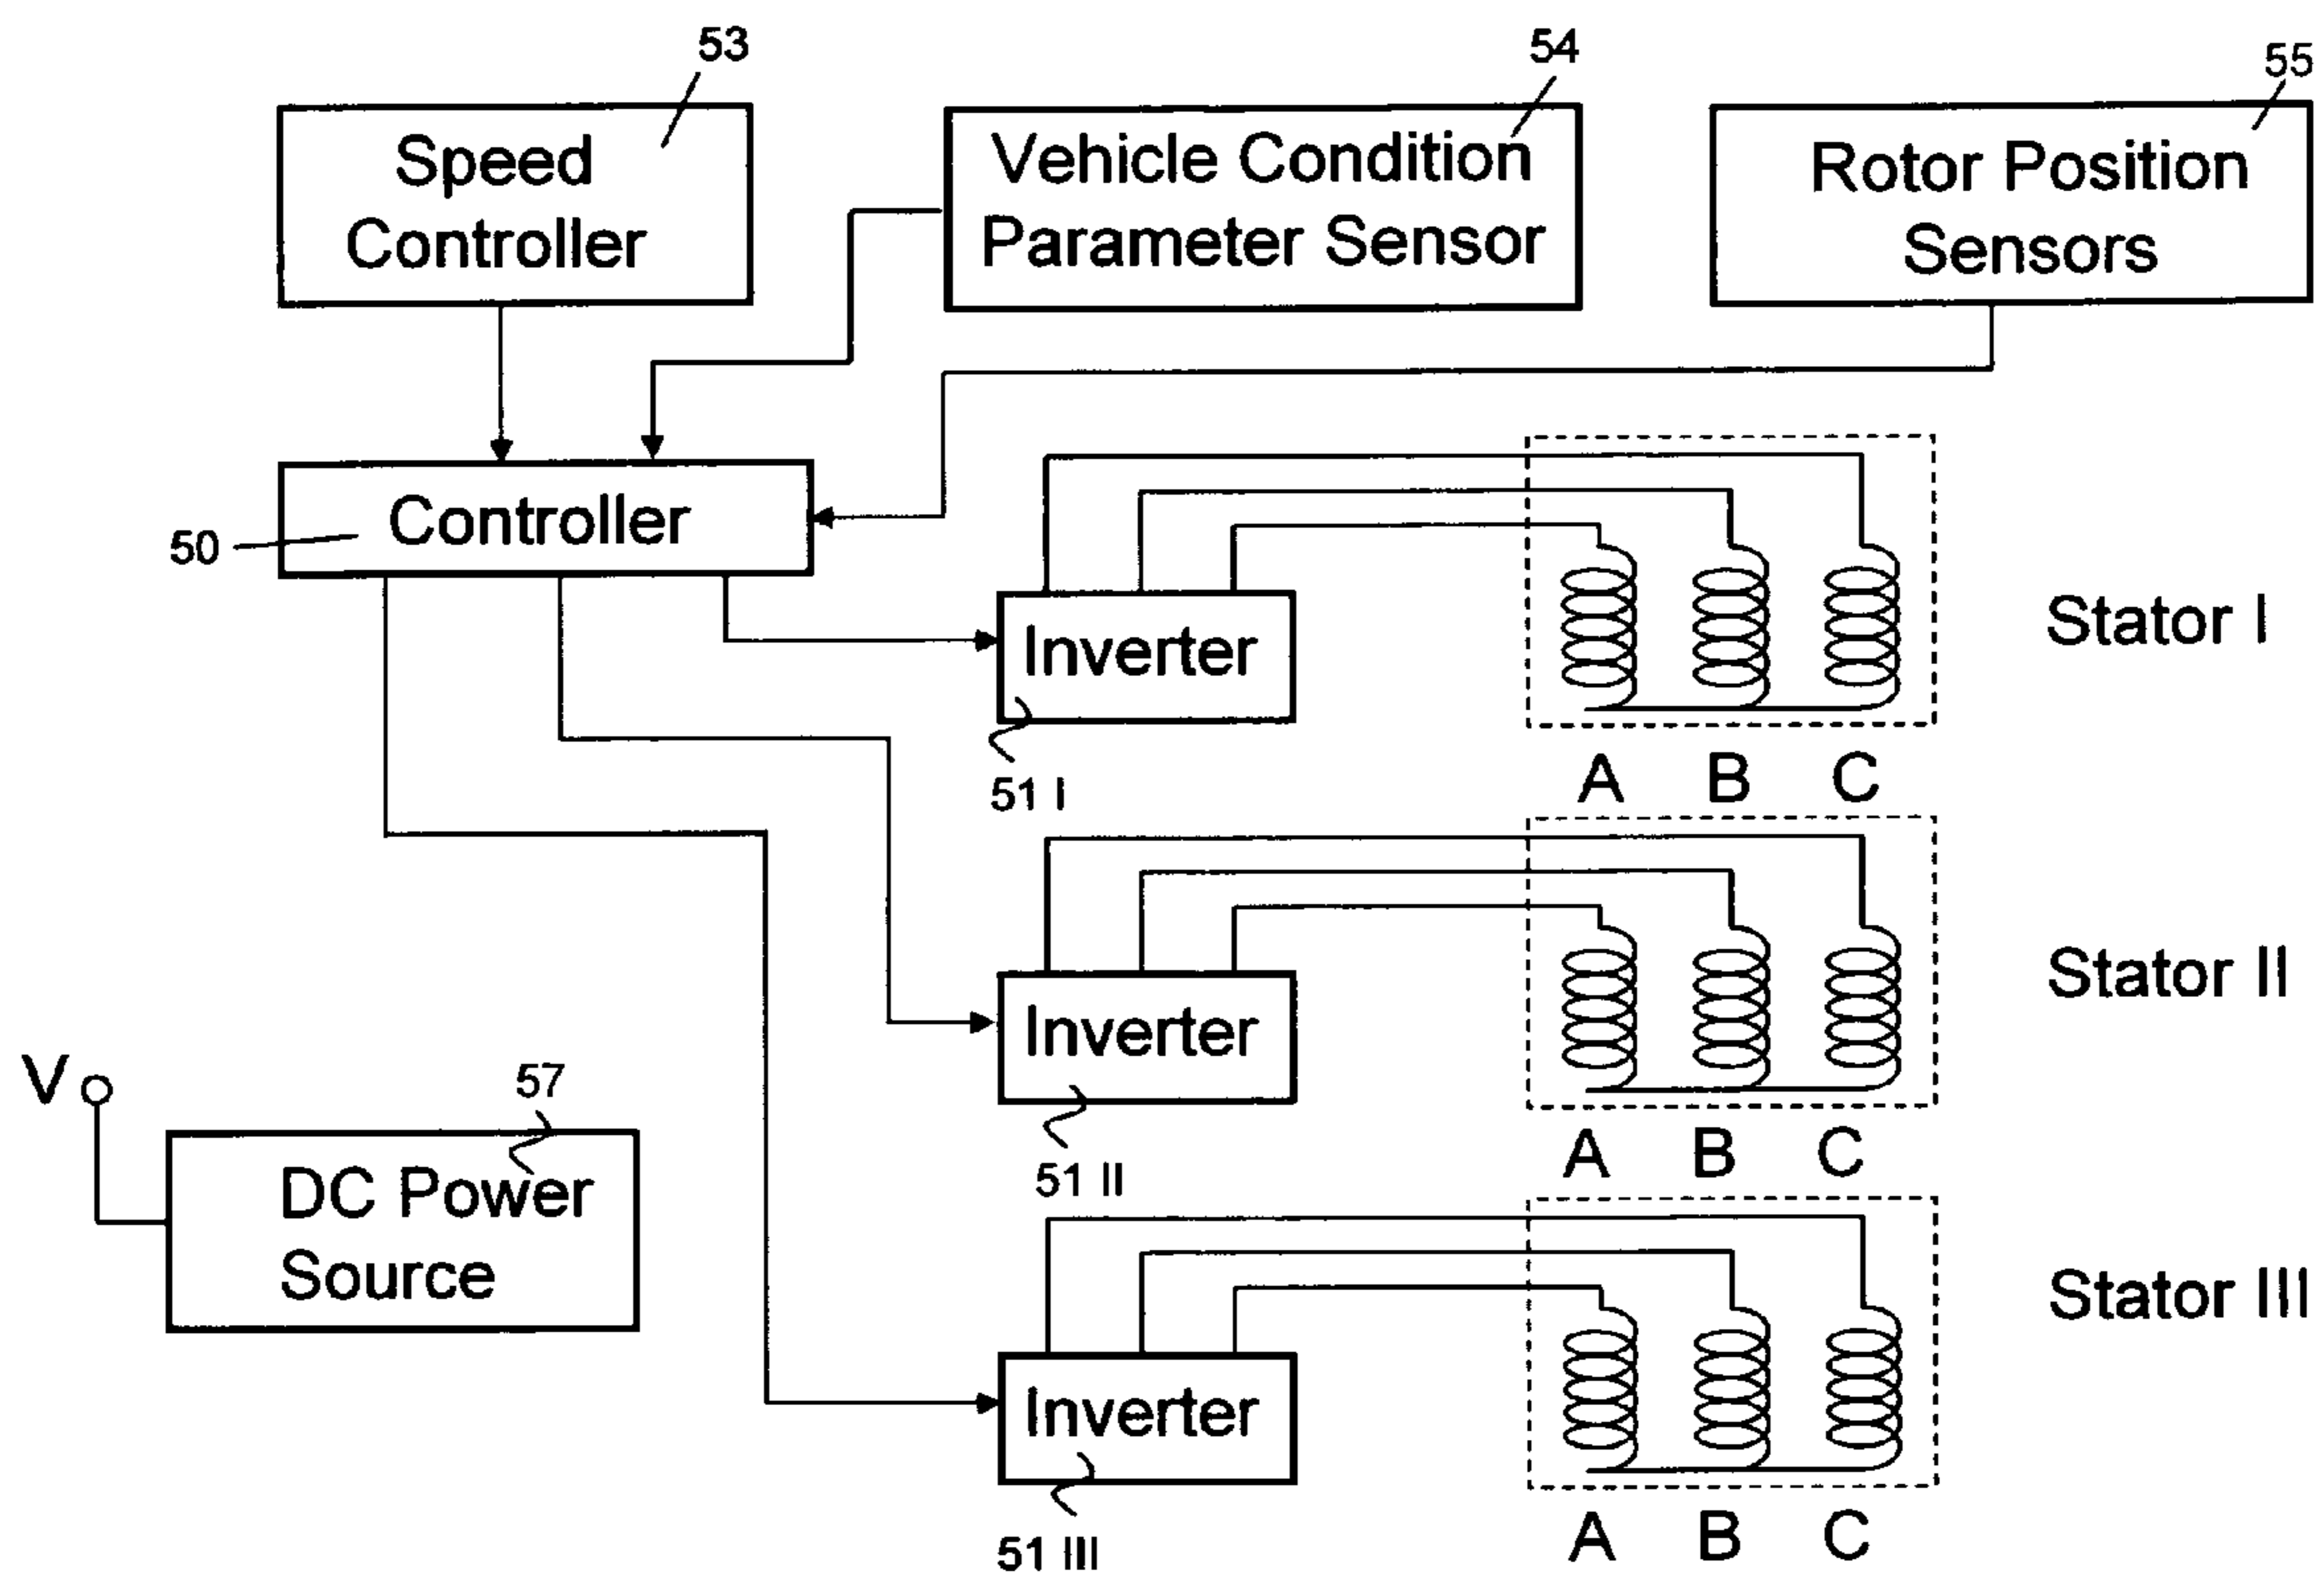 53
54
55
Speed
Controller
Vehicle Condition
Parameter Sensor
Rotor Position
Sensors
50
Controller
Inverter
51 I
Stator I
A B C
Inverter
51 II
Stator II
A B C
V
57
DC Power
Source
Inverter
51 III
Stator III
A B C